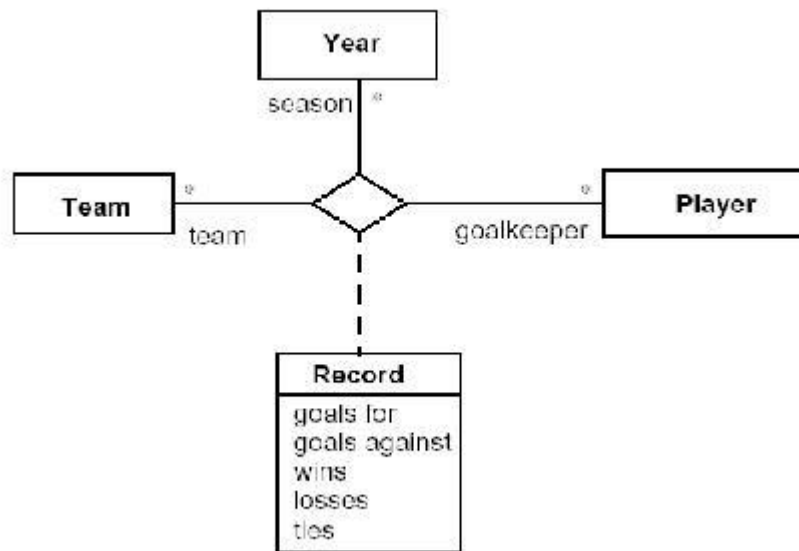 Year
season *
Team
*
team
*
goalkeeper
Player
Record
goals for
goals against
wins
losses
ties